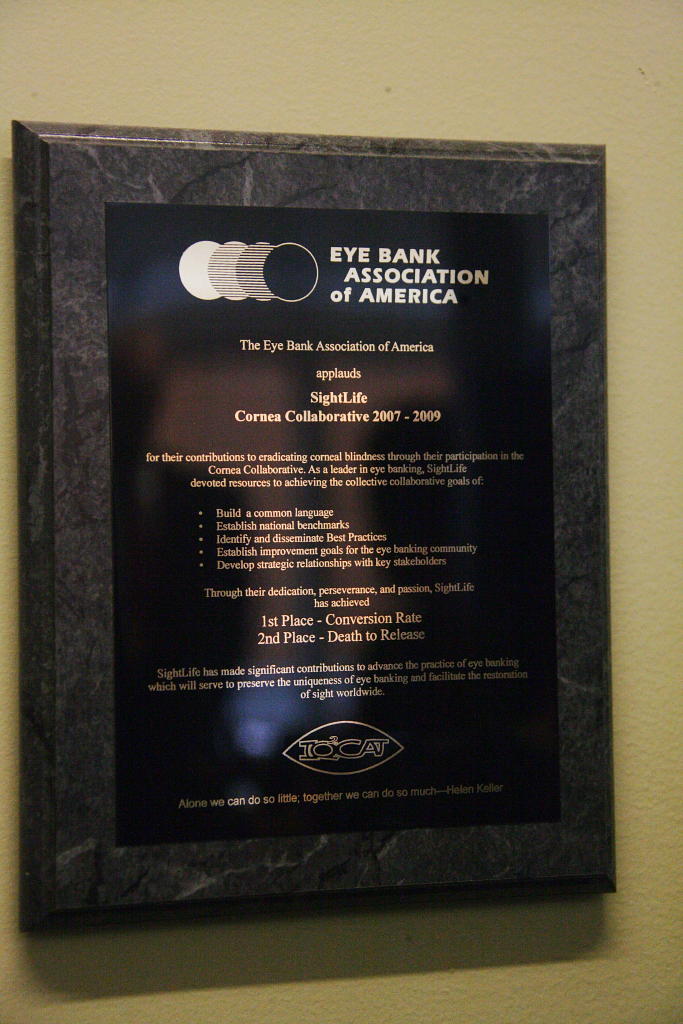 EYE BANK
ASSOCIATION
of AMERICA
The Eye Bank Association of America
applauds
SightLife
Cornea Collaborative 2007 - 2009
for their contributions to eradicating corneal blindness through their participation in the
Cornea Collaborative. As a leader in eye banking, SightLife
devoted resources to achieving the collective collaborative goals of:
• Build a common language
• Establish national benchmarks
• Identify and disseminate Best Practices
• Establish improvement goals for the eye banking community
• Develop strategic relationships with key stakeholders
Through their dedication, perseverance, and passion, SightLife
has achieved
1st Place - Conversion Rate
2nd Place - Death to Release
SightLife has made significant contributions to advance the practice of eye banking
which will serve to preserve the uniqueness of eye banking and facilitate the restoration
of sight worldwide.
IQ2CAT
Alone we can do so little; together we can do so much—Helen Keller